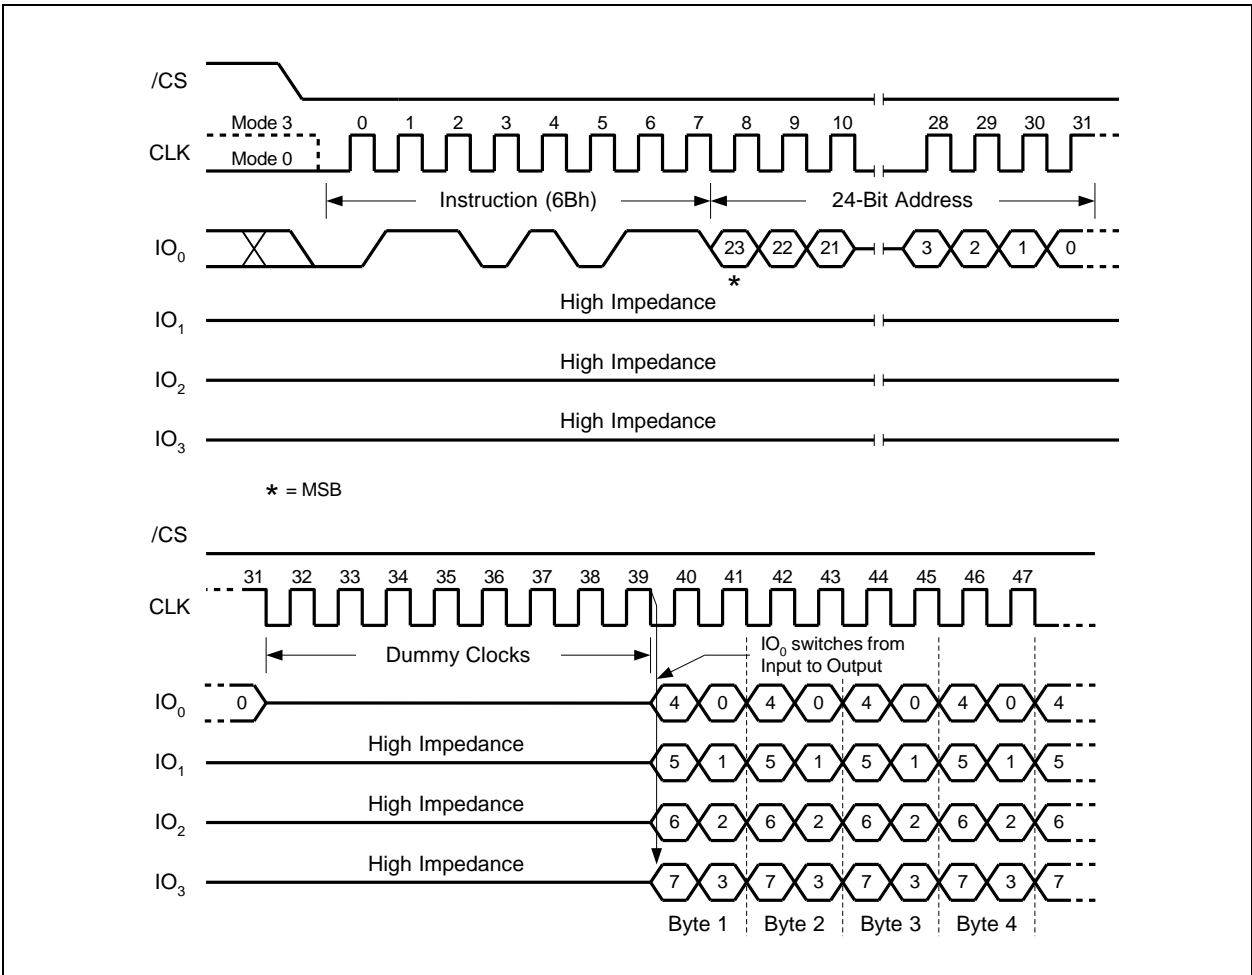 /CS
Mode 3 0 1 2 3 4 5 6 7 8 9 10 28 29 30 31
CLK
Mode 0
Instruction (6Bh) 24-Bit Address
IO0 23 22 21 3 2 1 0
*
High Impedance
IO1
High Impedance
IO2
High Impedance
IO3
* = MSB
/CS
31 32 33 34 35 36 37 38 39 40 41 42 43 44 45 46 47
CLK
Dummy Clocks
IO0 switches from
Input to Output
IO0 0 4 0 4 0 4 0 4 0 4
High Impedance
IO1 5 1 5 1 5 1 5 1 5
High Impedance
IO2 6 2 6 2 6 2 6 2 6
High Impedance
IO3 7 3 7 3 7 3 7 3 7
Byte 1 Byte 2 Byte 3 Byte 4